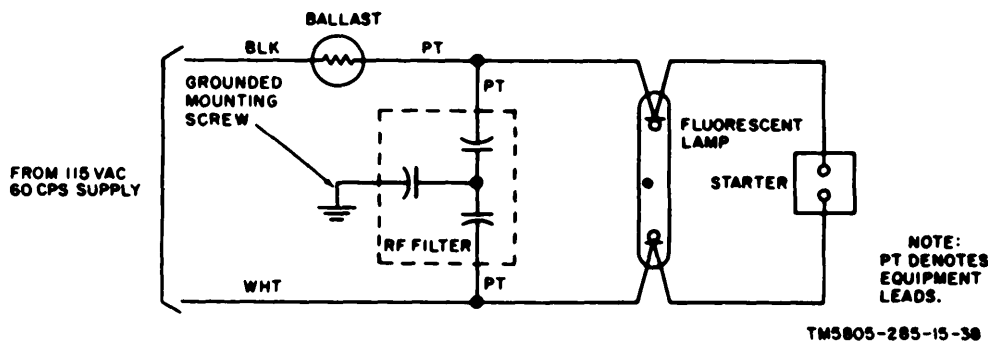 BALLAST
BLK
PT
GROUNDED
MOUNTING
SCREW
PT
FROM 115 VAC
60 CPS SUPPLY
FLUORESCENT
LAMP
STARTER
RF FILTER
WHT
PT
NOTE:
PT DENOTES
EQUIPMENT
LEADS.
TM5805-285-15-38